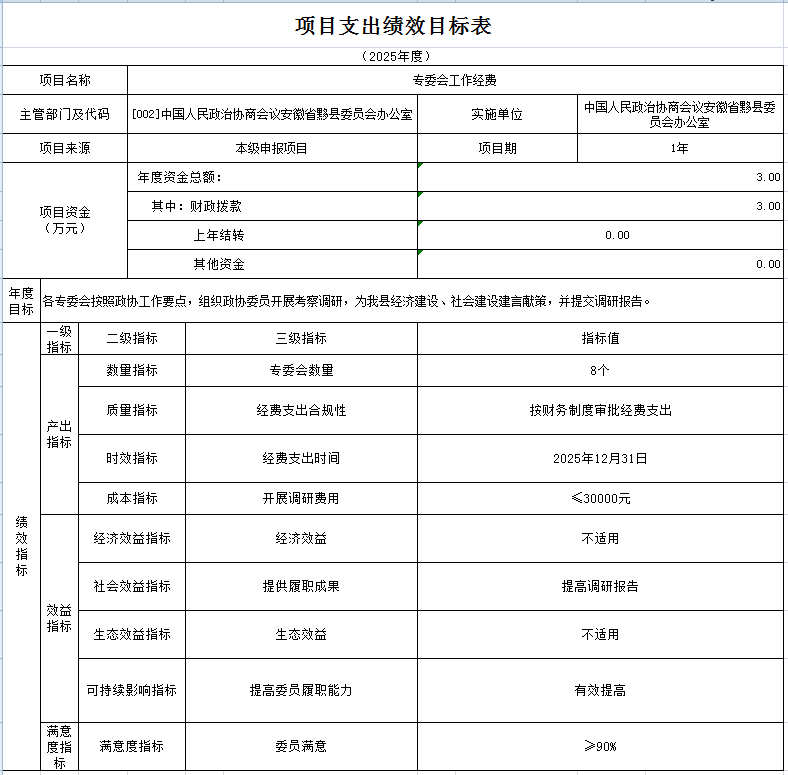 项目支出绩效目标表
（2025年度）
项目名称 专委会工作经费
主管部门及代码 [002]中国人民政治协商会议安徽省黟县委员会办公室 实施单位 中国人民政治协商会议安徽省黟县委
员会办公室
项目来源 本级申报项目 项目期 1年
项目资金
（万元）
年度资金总额： 3.00
其中：财政拨款 3.00
上年结转 0.00
其他资金 0.00
年度
目标
各专委会按照政协工作要点，组织政协委员开展考察调研，为我县经济建设、社会建设建言献策，并提交调研报告。
绩
效
指
标
一级
指标
二级指标 三级指标 指标值
产出
指标
数量指标 专委会数量 8个
质量指标 经费支出合规性 按财务制度审批经费支出
时效指标 经费支出时间 2025年12月31日
成本指标 开展调研费用 ≤30000元
效益
指标
经济效益指标 经济效益 不适用
社会效益指标 提供履职成果 提高调研报告
生态效益指标 生态效益 不适用
可持续影响指标 提高委员履职能力 有效提高
满意
度指
标
满意度指标 委员满意 ≥90%